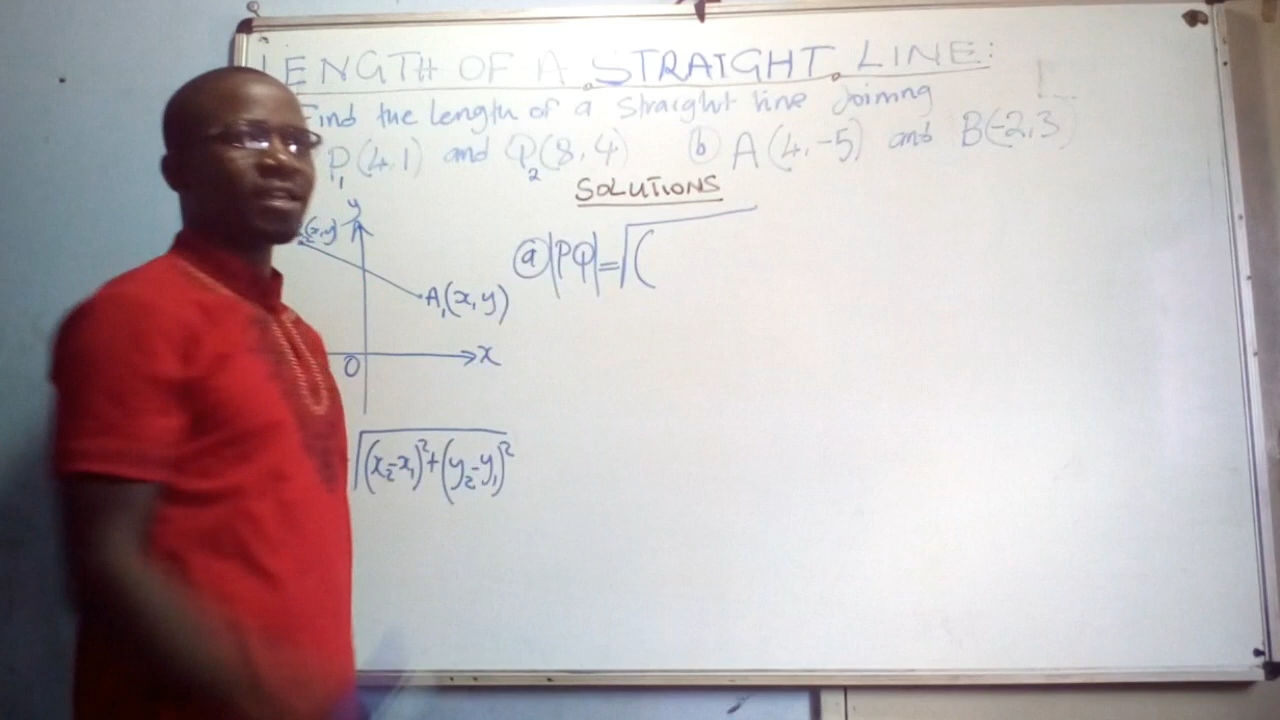 LENGTH OF A STRAIGHT LINE:
Find the length of a straight line joining
P₁(4,1) and Q₂(8,4) ⓑ A(4,-5) and B(-2,3)
SOLUTIONS
y
₂(x,y)
ⓐ|PQ|=√(
A₁(x,y)
O
x
√(x₂-x₁)²+(y₂-y₁)²